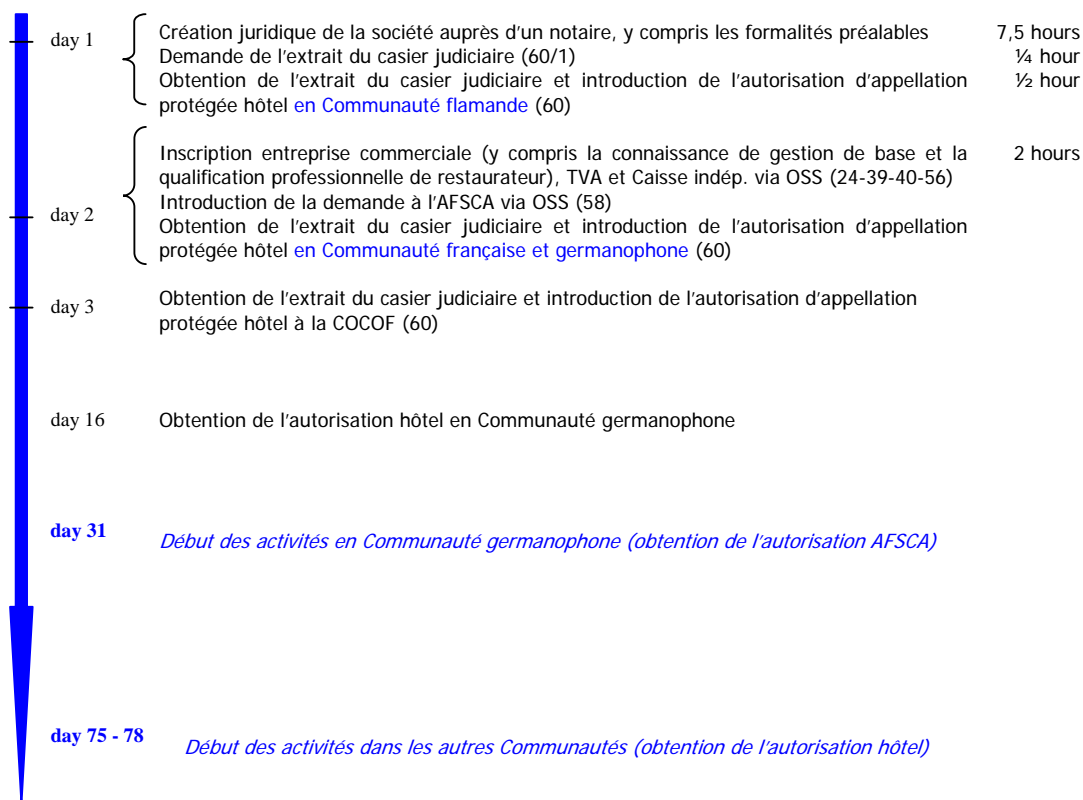 day 1 Création juridique de la société auprès d'un notaire, y compris les formalités préalables 7,5 hours
Demande de l'extrait du casier judiciaire (60/1) ¼ hour
Obtention de l'extrait du casier judiciaire et introduction de l'autorisation d'appellation ½ hour
protégée hôtel en Communauté flamande (60)
Inscription entreprise commerciale (y compris la connaissance de gestion de base et la 2 hours
qualification professionnelle de restaurateur), TVA et Caisse indép. via OSS (24-39-40-56)
Introduction de la demande à l'AFSCA via OSS (58)
day 2
Obtention de l'extrait du casier judiciaire et introduction de l'autorisation d'appellation
protégée hôtel en Communauté française et germanophone (60)
day 3 Obtention de l'extrait du casier judiciaire et introduction de l'autorisation d'appellation
protégée hôtel à la COCOF (60)
day 16 Obtention de l'autorisation hôtel en Communauté germanophone
day 31 Début des activités en Communauté germanophone (obtention de l'autorisation AFSCA)
day 75 - 78 Début des activités dans les autres Communautés (obtention de l'autorisation hôtel)